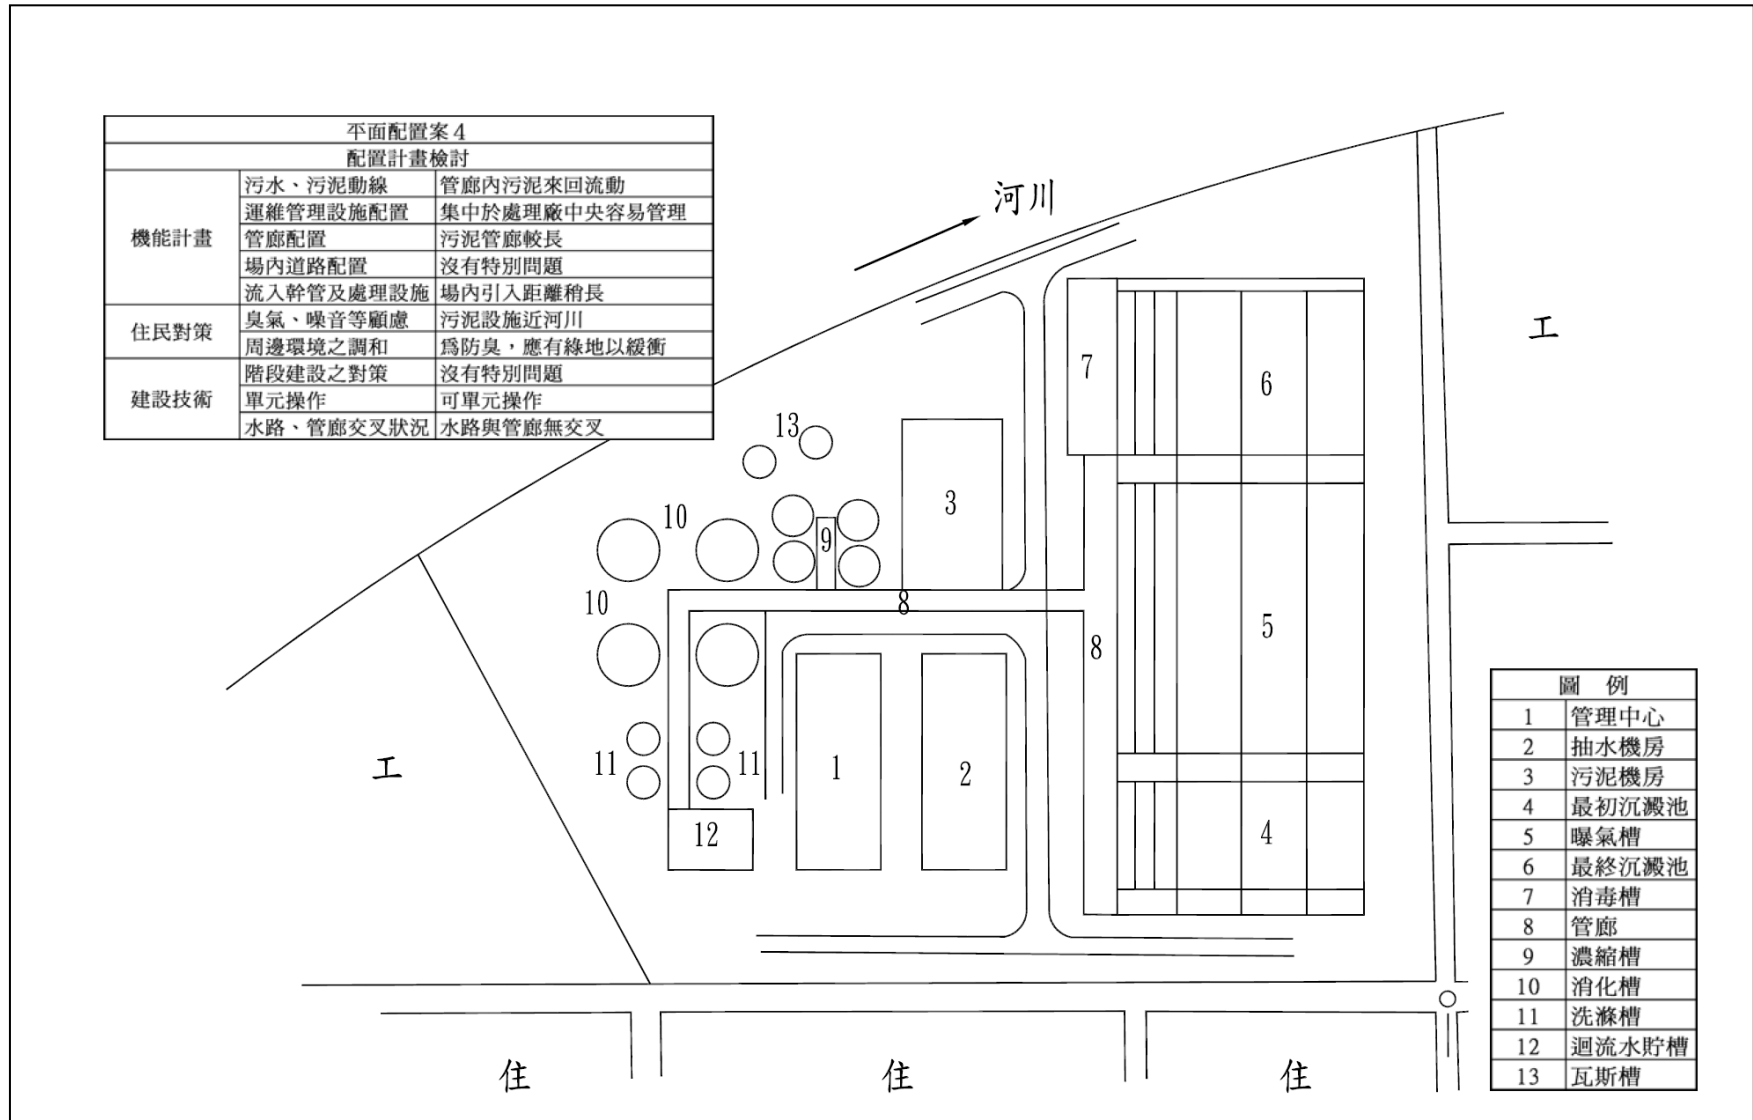 平面配置案4
配置計畫檢討
機能計畫
污水、污泥動線 管廊內污泥來回流動
運維管理設施配置 集中於處理廠中央容易管理
管廊配置 污泥管廊較長
場內道路配置 沒有特別問題
流入幹管及處理設施 場內引入距離稍長
住民對策
臭氣、噪音等顧慮 污泥設施近河川
周邊環境之調和 為防臭，應有綠地以緩衝
建設技術
階段建設之對策 沒有特別問題
單元操作 可單元操作
水路、管廊交叉狀況 水路與管廊無交叉
河川
工
7
6
13
3
10
9
10
8
5
8
工
11
11
1
2
12
4
住
住
住
圖 例
1 管理中心
2 抽水機房
3 污泥機房
4 最初沉澱池
5 曝氣槽
6 最終沉澱池
7 消毒槽
8 管廊
9 濃縮槽
10 消化槽
11 洗滌槽
12 迴流水貯槽
13 瓦斯槽